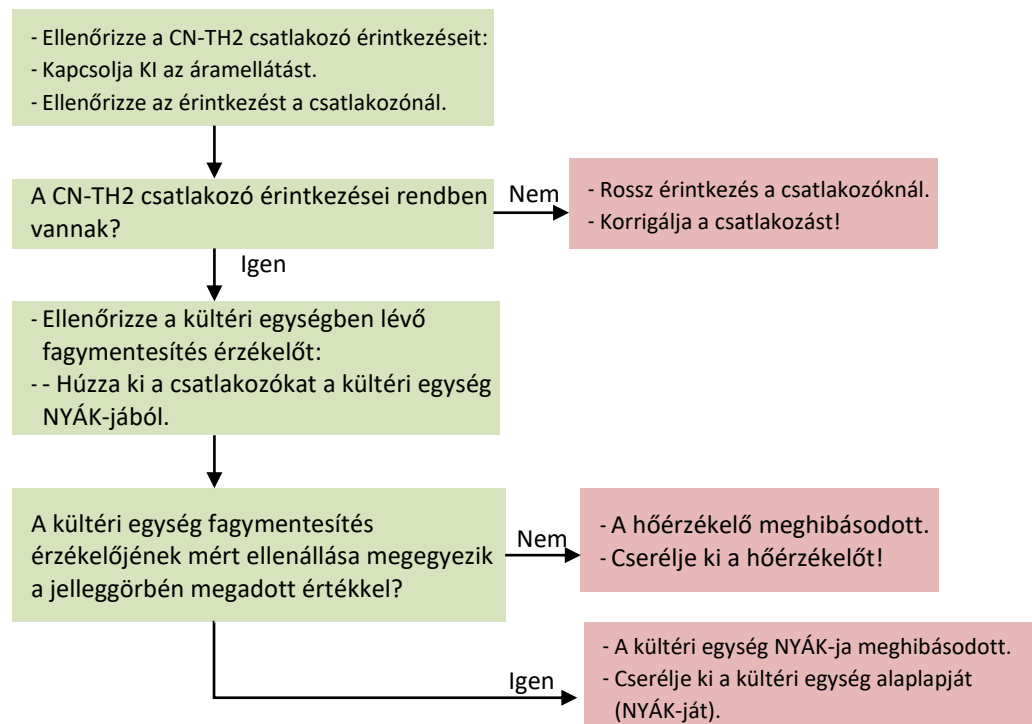 - Ellenőrizze a CN-TH2 csatlakozó érintkezéseit:
- Kapcsolja KI az áramellátást.
- Ellenőrizze az érintkezést a csatlakozónál.
A CN-TH2 csatlakozó érintkezései rendben
vannak?
Nem
- Rossz érintkezés a csatlakozóknál.
- Korrigálja a csatlakozást!
Igen
- Ellenőrizze a kültéri egységben lévő
fagymentesítés érzékelőt:
- - Húzza ki a csatlakozókat a kültéri egység
NYÁK-jából.
A kültéri egység fagymentesítés
érzékelőjének mért ellenállása megegyezik
a jelleggörbén megadott értékkel?
Nem
- A hőérzékelő meghibásodott.
- Cserélje ki a hőérzékelőt!
Igen
- A kültéri egység NYÁK-ja meghibásodott.
- Cserélje ki a kültéri egység alaplapját
(NYÁK-ját).